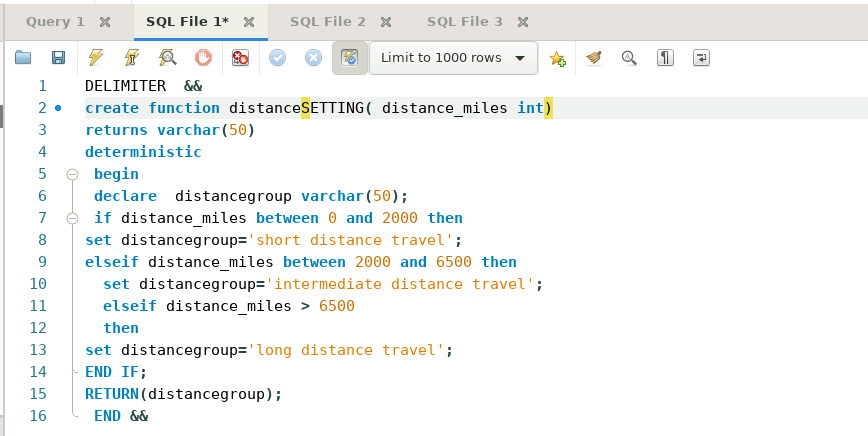 Query 1 SQL File 1* SQL File 2 SQL File 3
Limit to 1000 rows
1 DELIMITER  &&
2 create function distanceSETTING( distance_miles int)
3 returns varchar(50)
4 deterministic
5  begin
6  declare  distancegroup varchar(50);
7  if distance_miles between 0 and 2000 then
8 set distancegroup='short distance travel';
9 elseif distance_miles between 2000 and 6500 then
10   set distancegroup='intermediate distance travel';
11   elseif distance_miles > 6500
12   then
13 set distancegroup='long distance travel';
14 END IF;
15 RETURN(distancegroup);
16  END &&